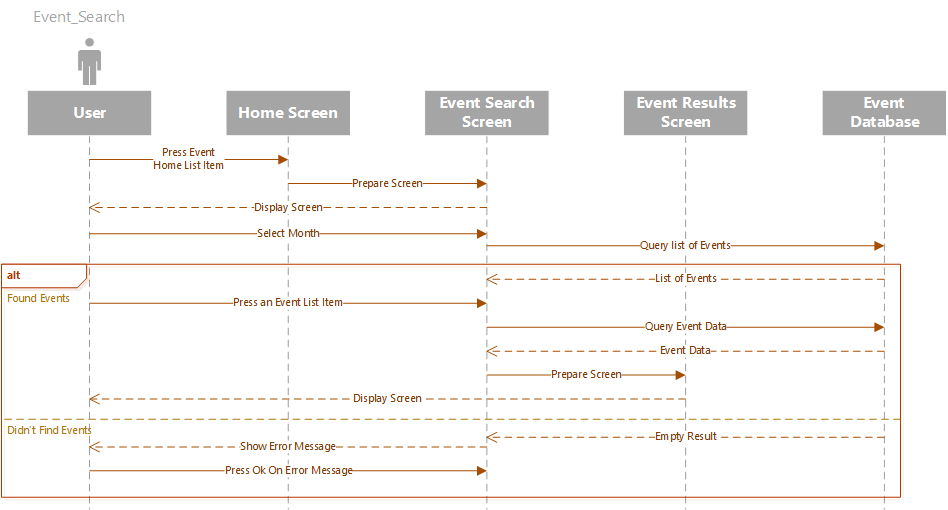 Event_Search
User
Home Screen
Event Search
Screen
Event Results
Screen
Event
Database
Press Event
Home List Item
Prepare Screen
Display Screen
Select Month
Query list of Events
alt
List of Events
Found Events
Press an Event List Item
Query Event Data
Event Data
Prepare Screen
Display Screen
Didn't Find Events
Empty Result
Show Error Message
Press Ok On Error Message